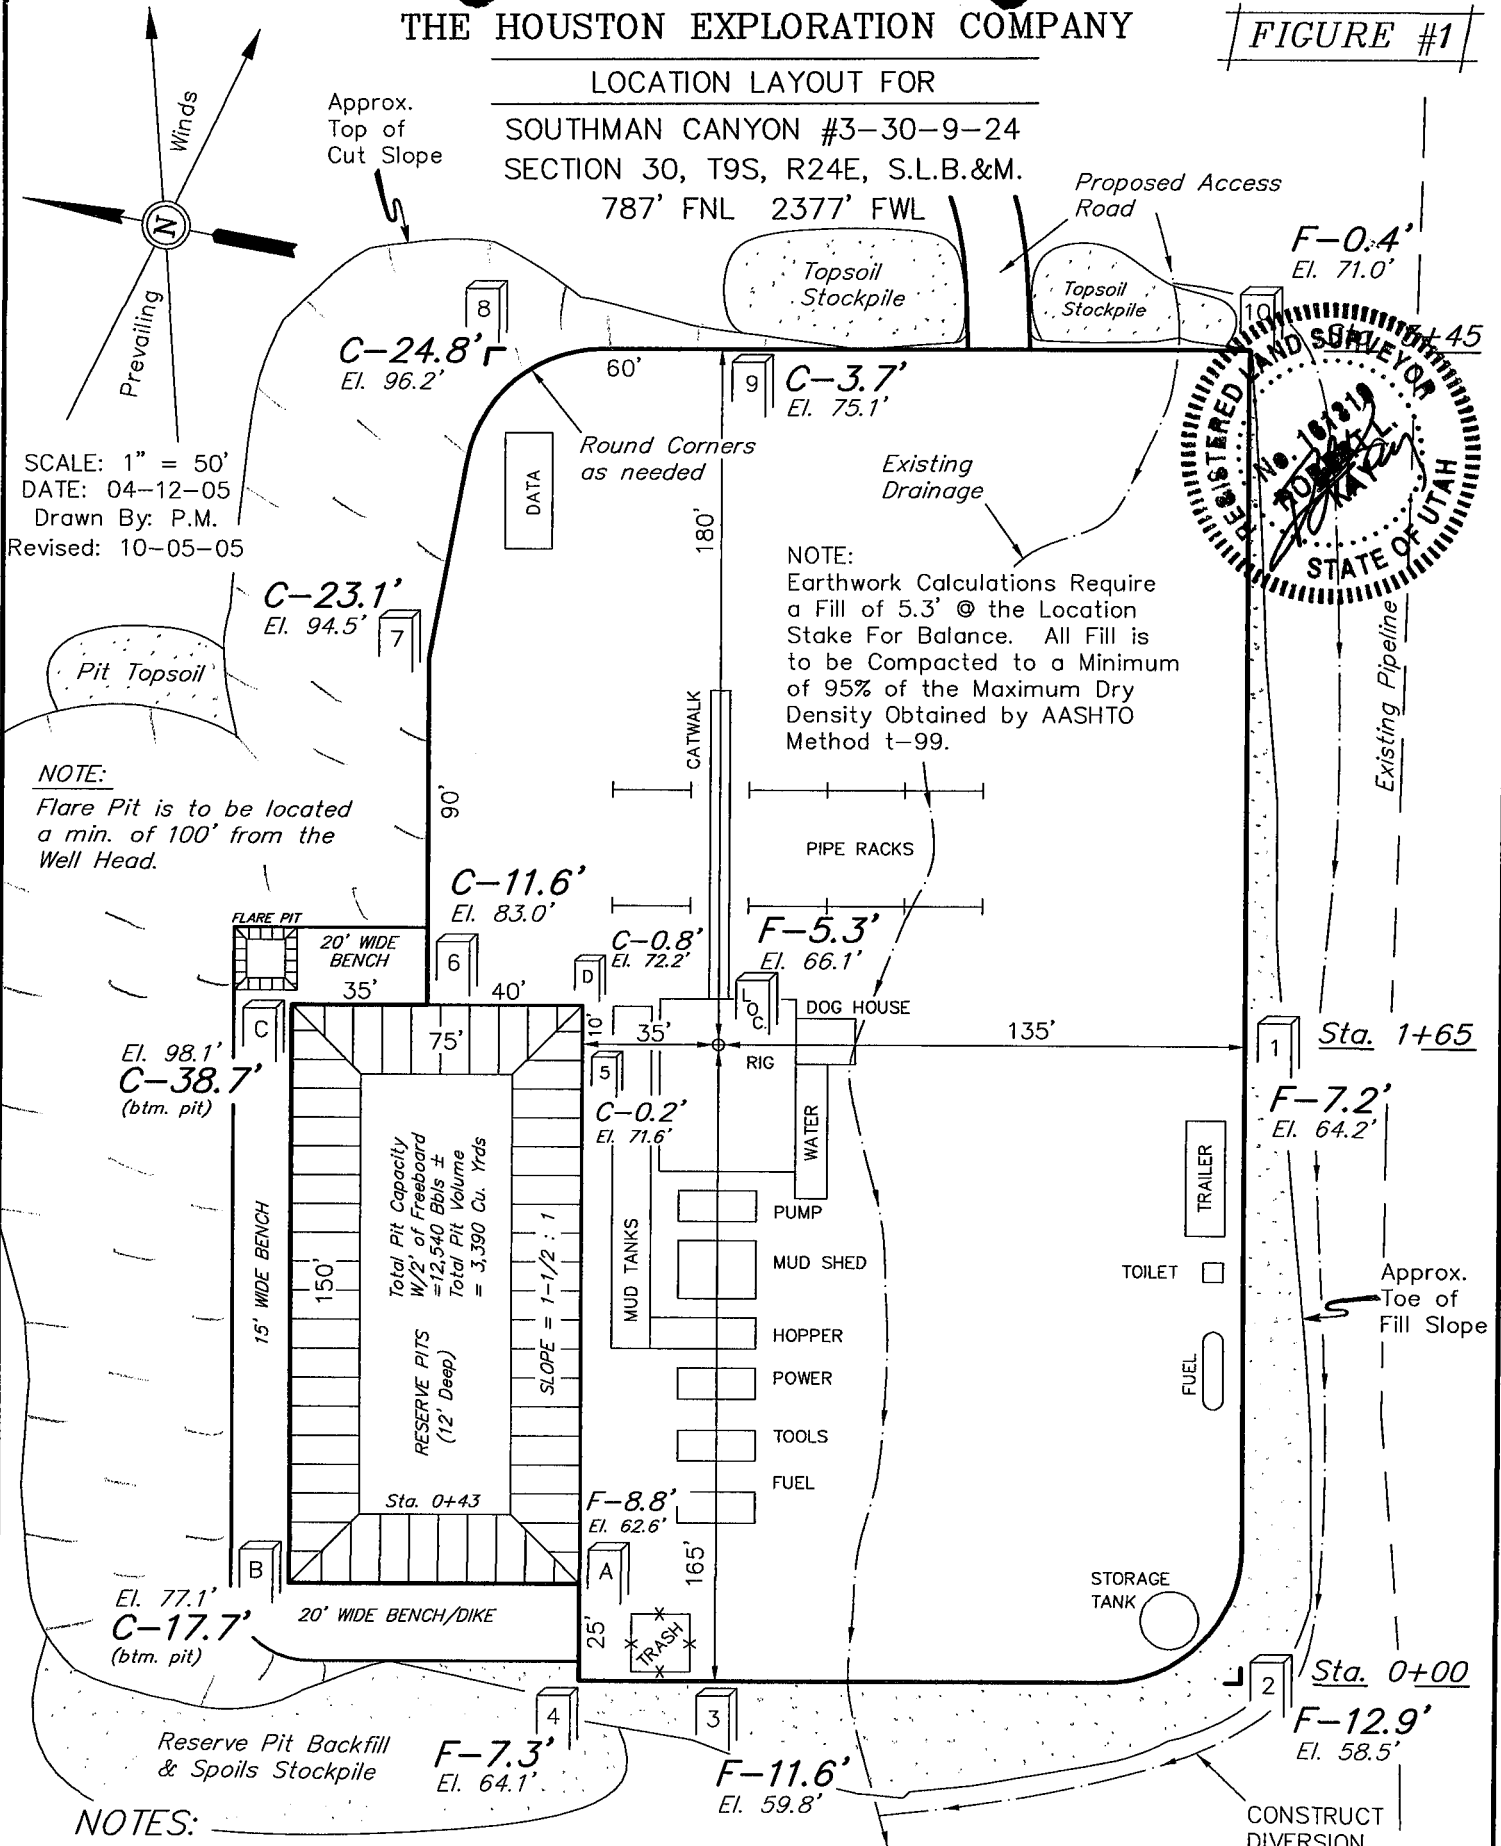 THE HOUSTON EXPLORATION COMPANY
FIGURE #1
LOCATION LAYOUT FOR
SOUTHMAN CANYON #3-30-9-24
SECTION 30, T9S, R24E, S.L.B.&M.
787' FNL 2377' FWL
Winds
N
Prevailing
Approx.
Top of
Cut Slope
SCALE: 1" = 50'
DATE: 04-12-05
Drawn By: P.M.
Revised: 10-05-05
Proposed Access
Road
Topsoil
Stockpile
Topsoil
Stockpile
F-0.4'
El. 71.0'
10
REGISTERED LAND SURVEYOR
STATE OF UTAH
8
C-24.8'
El. 96.2'
60'
9
C-3.7'
El. 75.1'
Round Corners
as needed
DATA
180'
Existing
Drainage
NOTE:
Earthwork Calculations Require
a Fill of 5.3' @ the Location
Stake For Balance. All Fill is
to be Compacted to a Minimum
of 95% of the Maximum Dry
Density Obtained by AASHTO
Method t-99.
C-23.1'
El. 94.5'
7
Pit Topsoil
Existing Pipeline
CATWALK
90'
NOTE:
Flare Pit is to be located
a min. of 100' from the
Well Head.
PIPE RACKS
C-11.6'
El. 83.0'
6
FLARE PIT
20' WIDE
BENCH
35'
40'
C-0.8'
El. 72.2'
D
F-5.3'
El. 66.1'
LOC.
DOG HOUSE
C
El. 98.1'
C-38.7'
(btm. pit)
75'
10'
35'
135'
RIG
1
Sta. 1+65
5
C-0.2'
El. 71.6'
F-7.2'
El. 64.2'
WATER
TRAILER
15' WIDE BENCH
150'
Total Pit Capacity
W/2' of Freeboard
=12,540 Bbls ±
Total Pit Volume
= 3,390 Cu. Yrds
RESERVE PITS
(12' Deep)
SLOPE = 1-1/2 : 1
MUD TANKS
PUMP
MUD SHED
TOILET
HOPPER
POWER
FUEL
TOOLS
FUEL
Approx.
Toe of
Fill Slope
Sta. 0+43
F-8.8'
El. 62.6'
A
165'
B
El. 77.1'
C-17.7'
(btm. pit)
20' WIDE BENCH/DIKE
25'
TRASH
STORAGE
TANK
2
Sta. 0+00
F-12.9'
El. 58.5'
4
3
Reserve Pit Backfill
& Spoils Stockpile
F-7.3'
El. 64.1'
F-11.6'
El. 59.8'
CONSTRUCT
DIVERSION
NOTES: